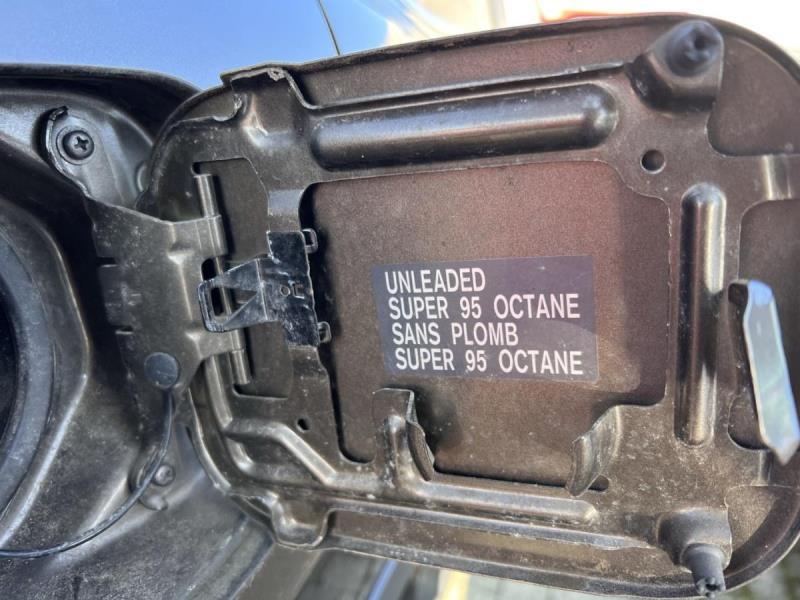 UNLEADED
SUPER 95 OCTANE
SANS PLOMB
SUPER 95 OCTANE